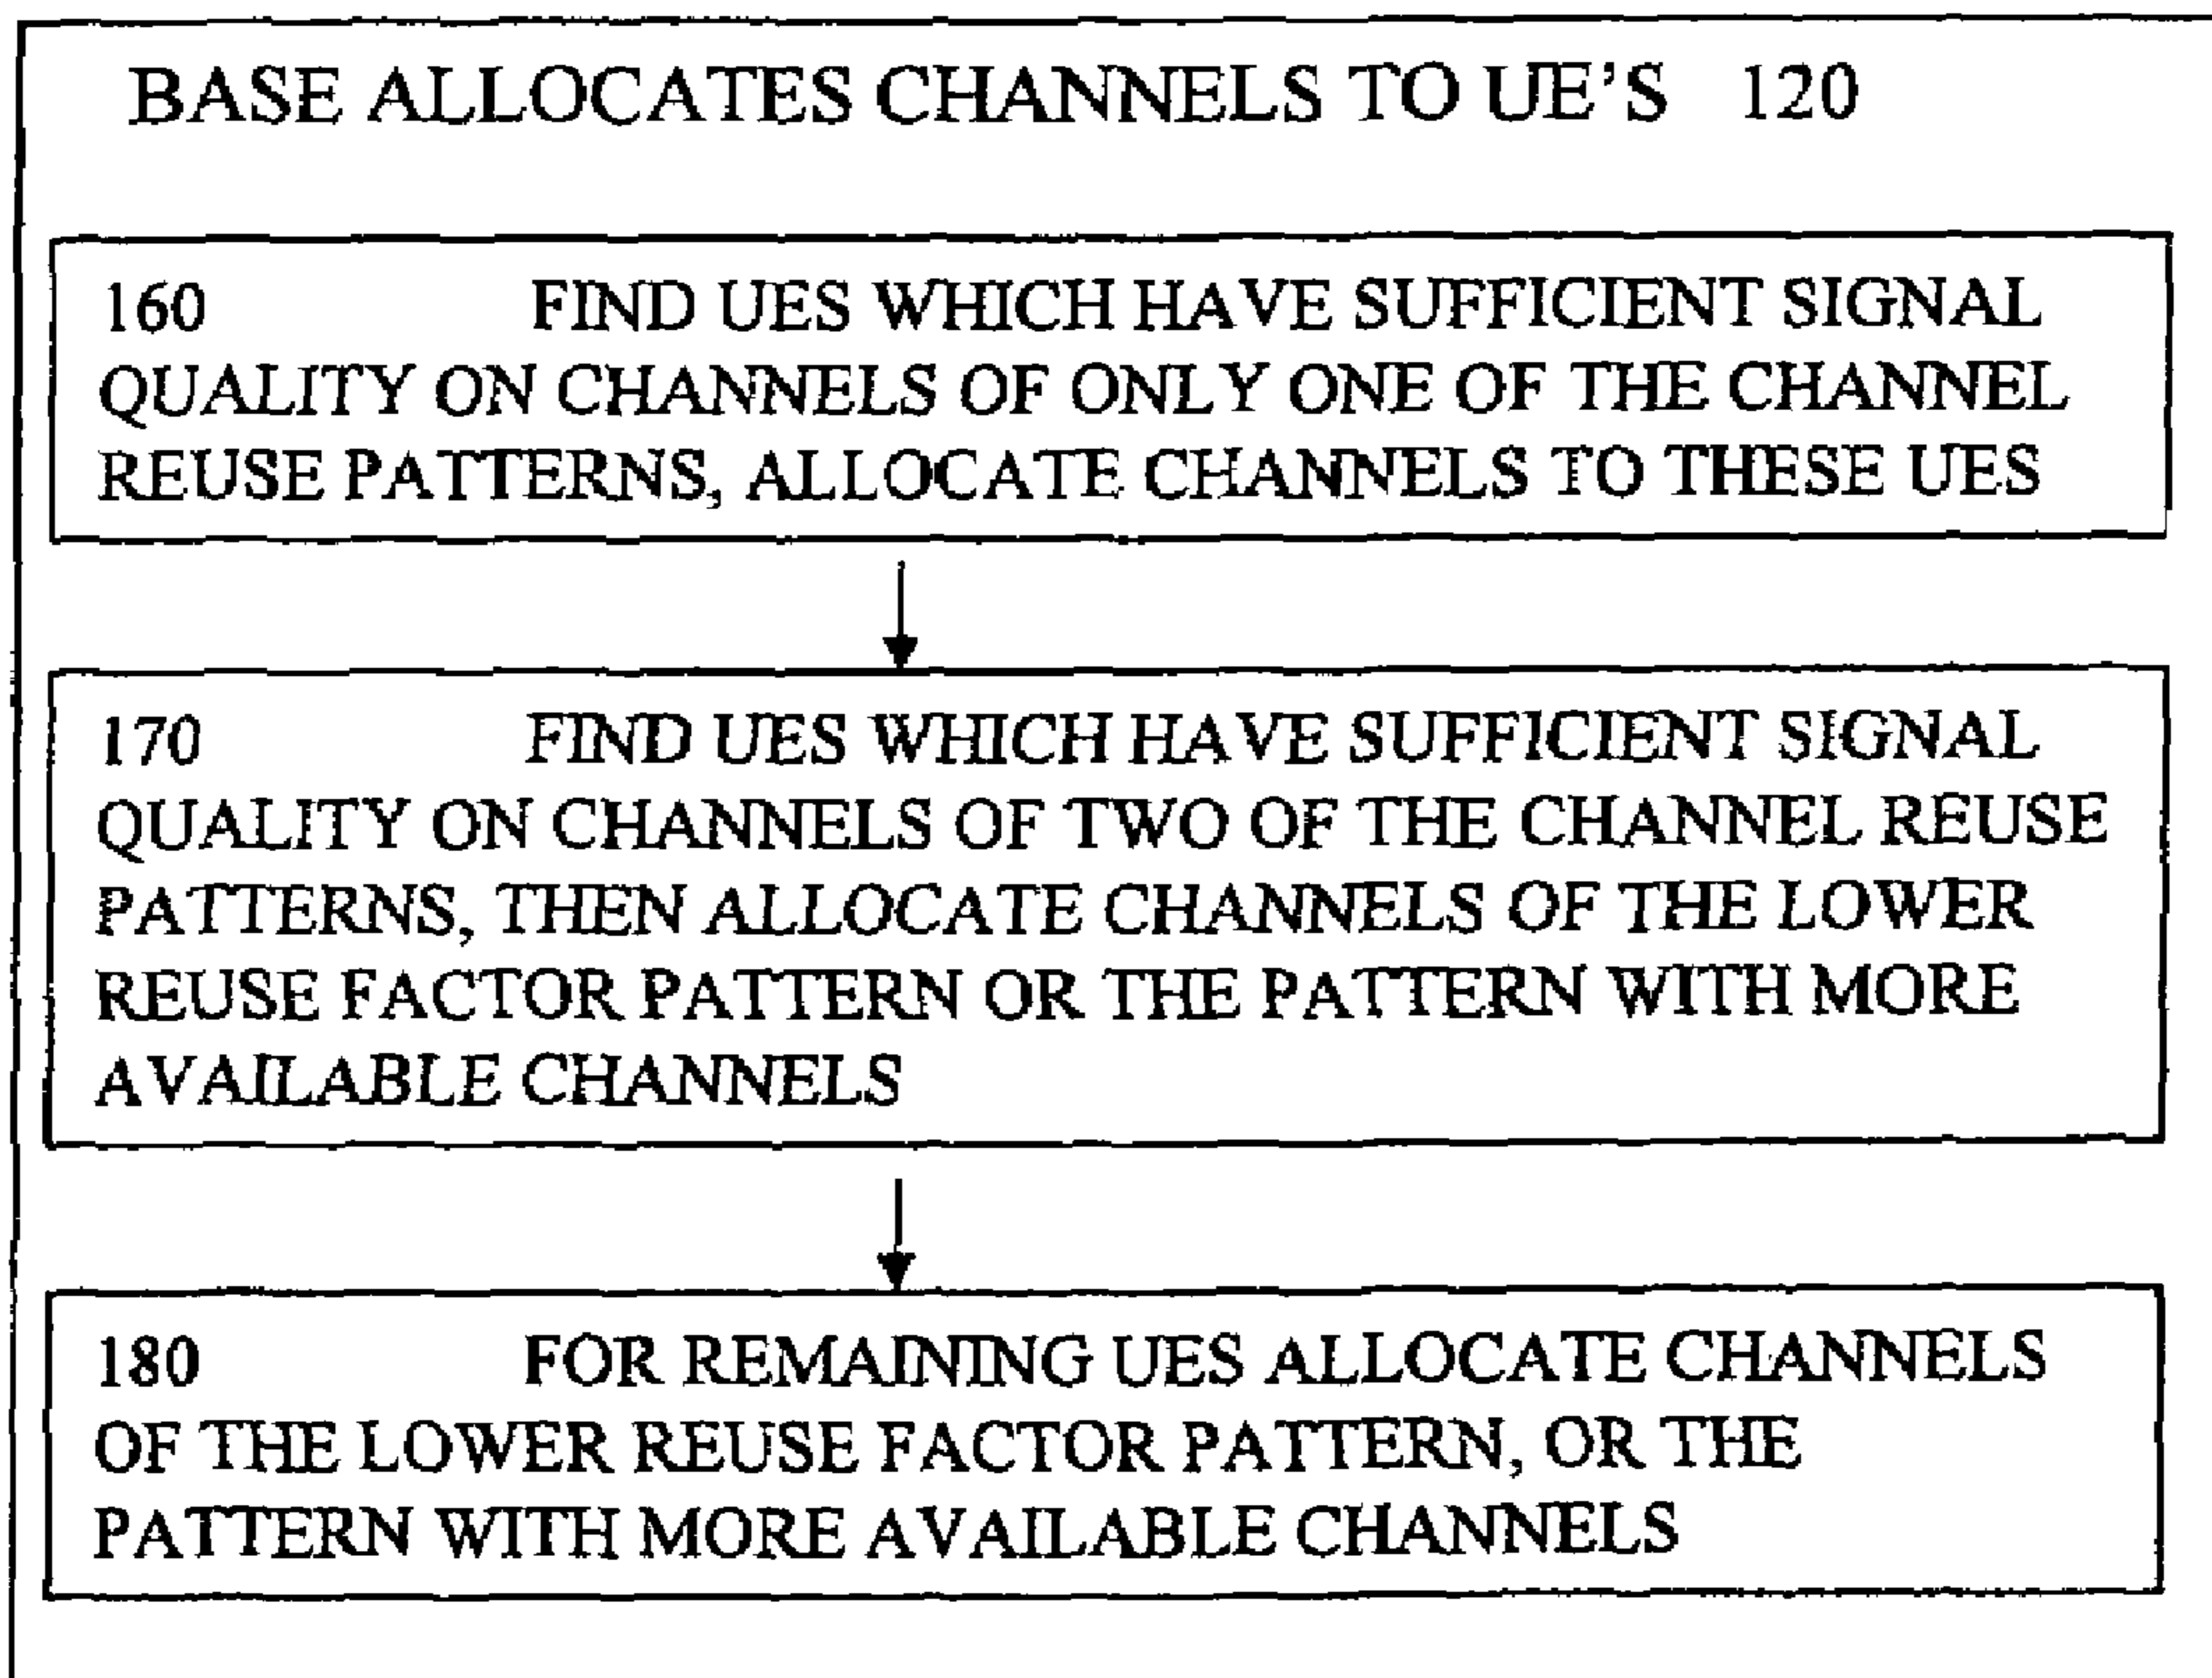 BASE ALLOCATES CHANNELS TO UE'S 120
160 FIND UES WHICH HAVE SUFFICIENT SIGNAL
QUALITY ON CHANNELS OF ONLY ONE OF THE CHANNEL
REUSE PATTERNS, ALLOCATE CHANNELS TO THESE UES
170 FIND UES WHICH HAVE SUFFICIENT SIGNAL
QUALITY ON CHANNELS OF TWO OF THE CHANNEL REUSE
PATTERNS, THEN ALLOCATE CHANNELS OF THE LOWER
REUSE FACTOR PATTERN OR THE PATTERN WITH MORE
AVAILABLE CHANNELS
180 FOR REMAINING UES ALLOCATE CHANNELS
OF THE LOWER REUSE FACTOR PATTERN, OR THE
PATTERN WITH MORE AVAILABLE CHANNELS